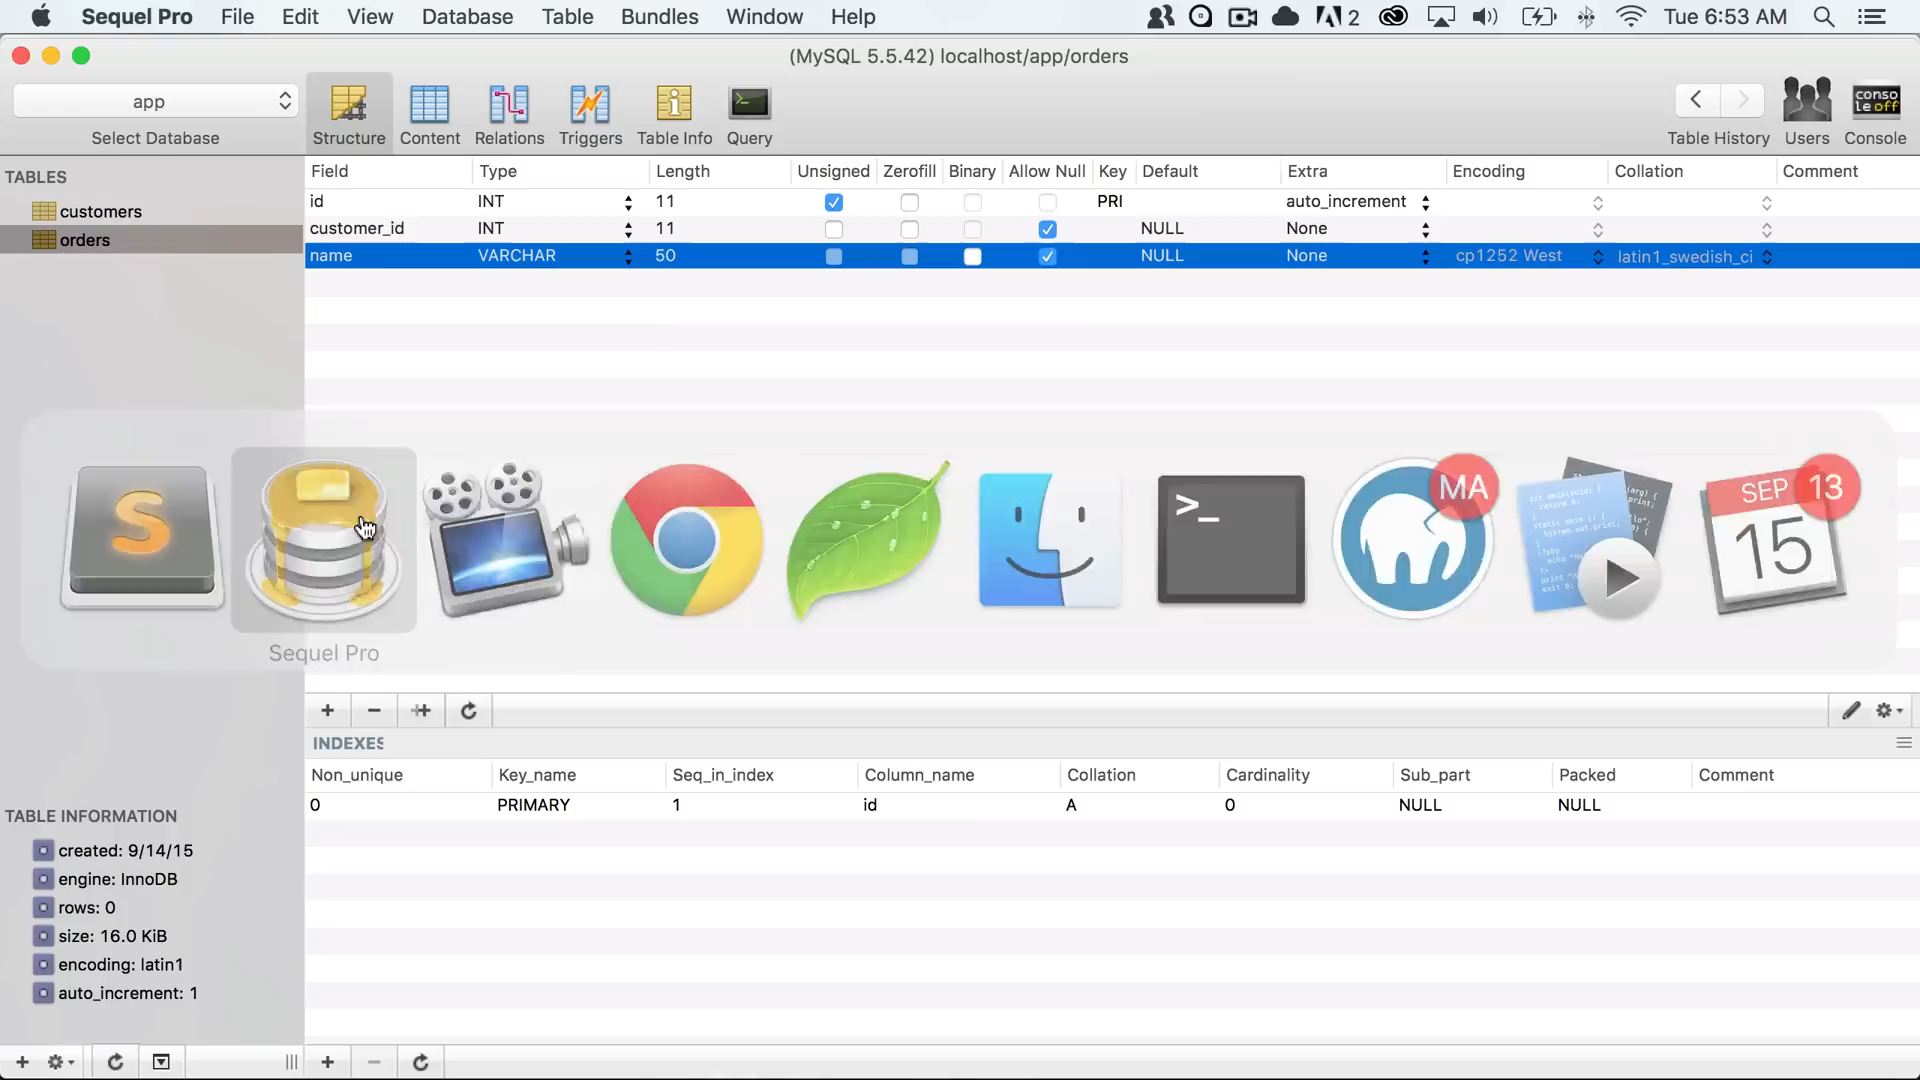 Sequel Pro File Edit View Database Table Bundles Window Help 2 Tue 6:53 AM
(MySQL 5.5.42) localhost/app/orders
app
Select Database Structure Content Relations Triggers Table Info Query Table History Users Console
conso
le off
TABLES
customers
orders
Field Type Length Unsigned Zerofill Binary Allow Null Key Default Extra Encoding Collation Comment
id INT 11 PRI auto_increment
customer_id INT 11 NULL None
name VARCHAR 50 NULL None cp1252 West latin1_swedish_ci
S
>_
MA
SEP 13
15
Sequel Pro
INDEXES
Non_unique Key_name Seq_in_index Column_name Collation Cardinality Sub_part Packed Comment
0 PRIMARY 1 id A 0 NULL NULL
TABLE INFORMATION
created: 9/14/15
engine: InnoDB
rows: 0
size: 16.0 KiB
encoding: latin1
auto_increment: 1